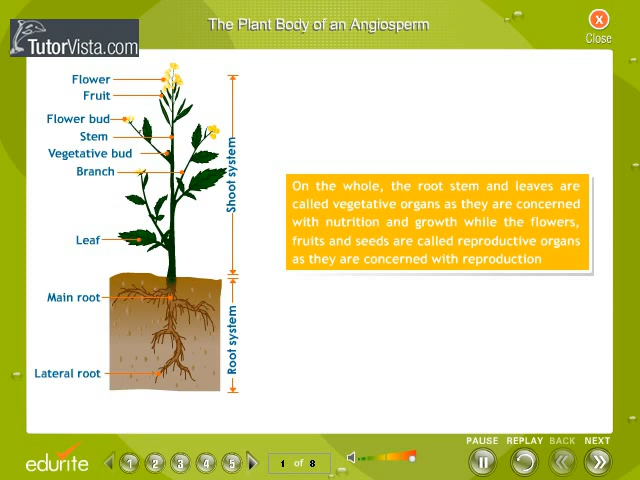 The Plant Body of an Angiosperm
TutorVista.com
Close
Flower
Fruit
Flower bud
Stem
Vegetative bud
Branch
Leaf
Main root
Lateral root
Shoot system
Root system
On the whole, the root stem and leaves are
called vegetative organs as they are concerned
with nutrition and growth while the flowers,
fruits and seeds are called reproductive organs
as they are concerned with reproduction
PAUSE REPLAY BACK NEXT
edurite
1 2 3 4 5
1 of 8